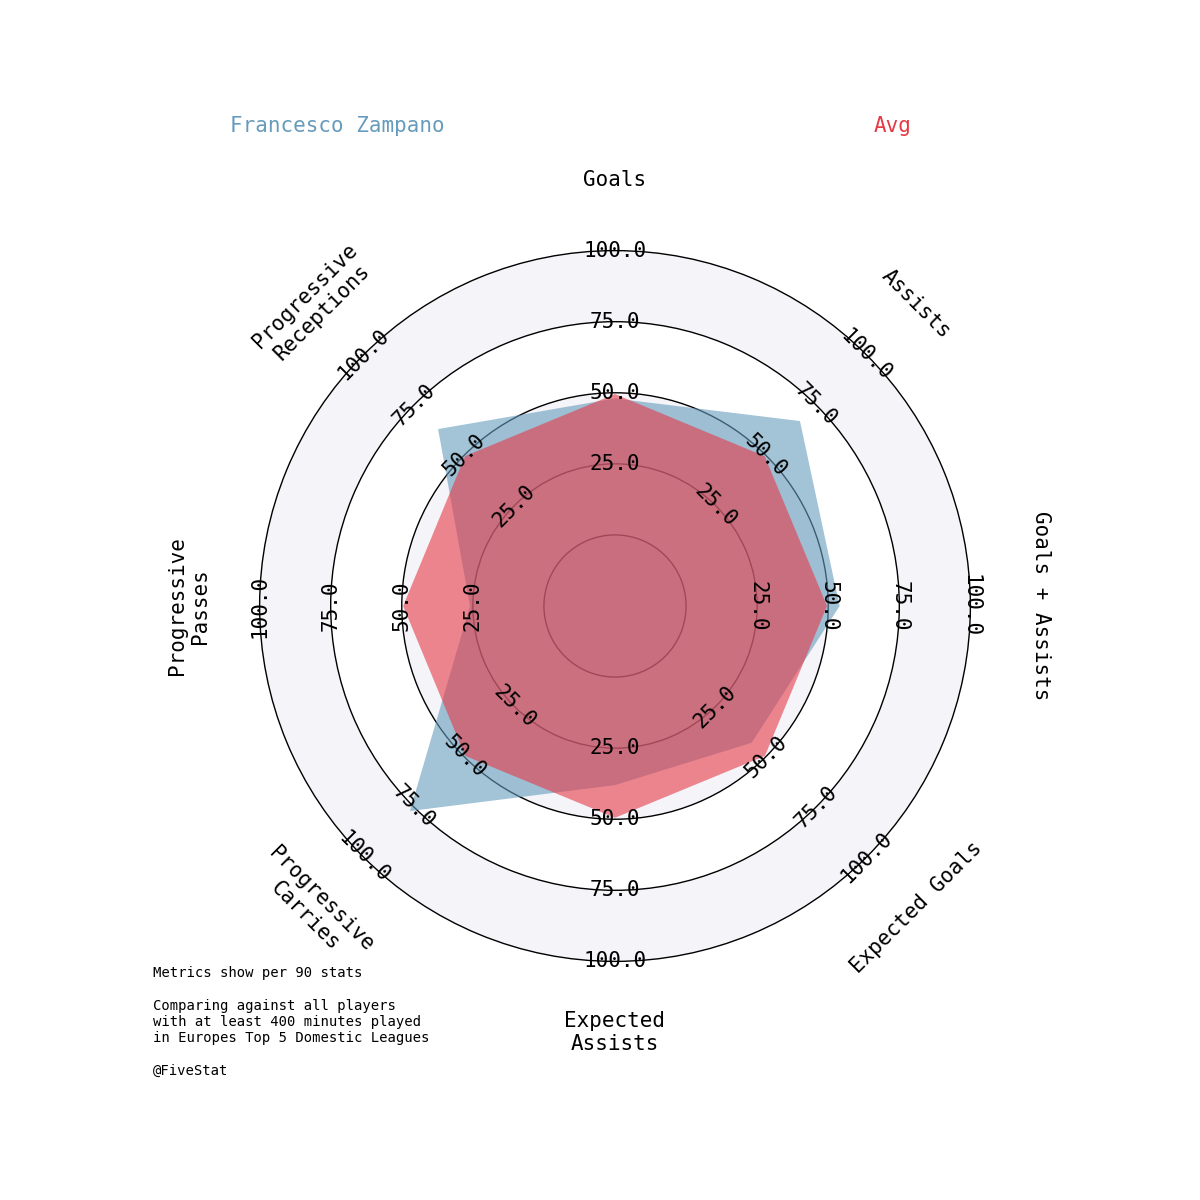 Francesco Zampano
Avg
Goals
Assists
Goals + Assists
Expected Goals
Expected
Assists
Progressive
Carries
Progressive
Passes
Progressive
Receptions
25.0
50.0
75.0
100.0
25.0
50.0
75.0
100.0
25.0
50.0
75.0
100.0
25.0
50.0
75.0
100.0
25.0
50.0
75.0
100.0
25.0
50.0
75.0
100.0
25.0
50.0
75.0
100.0
25.0
50.0
75.0
100.0
Metrics show per 90 stats
Comparing against all players
with at least 400 minutes played
in Europes Top 5 Domestic Leagues
@FiveStat